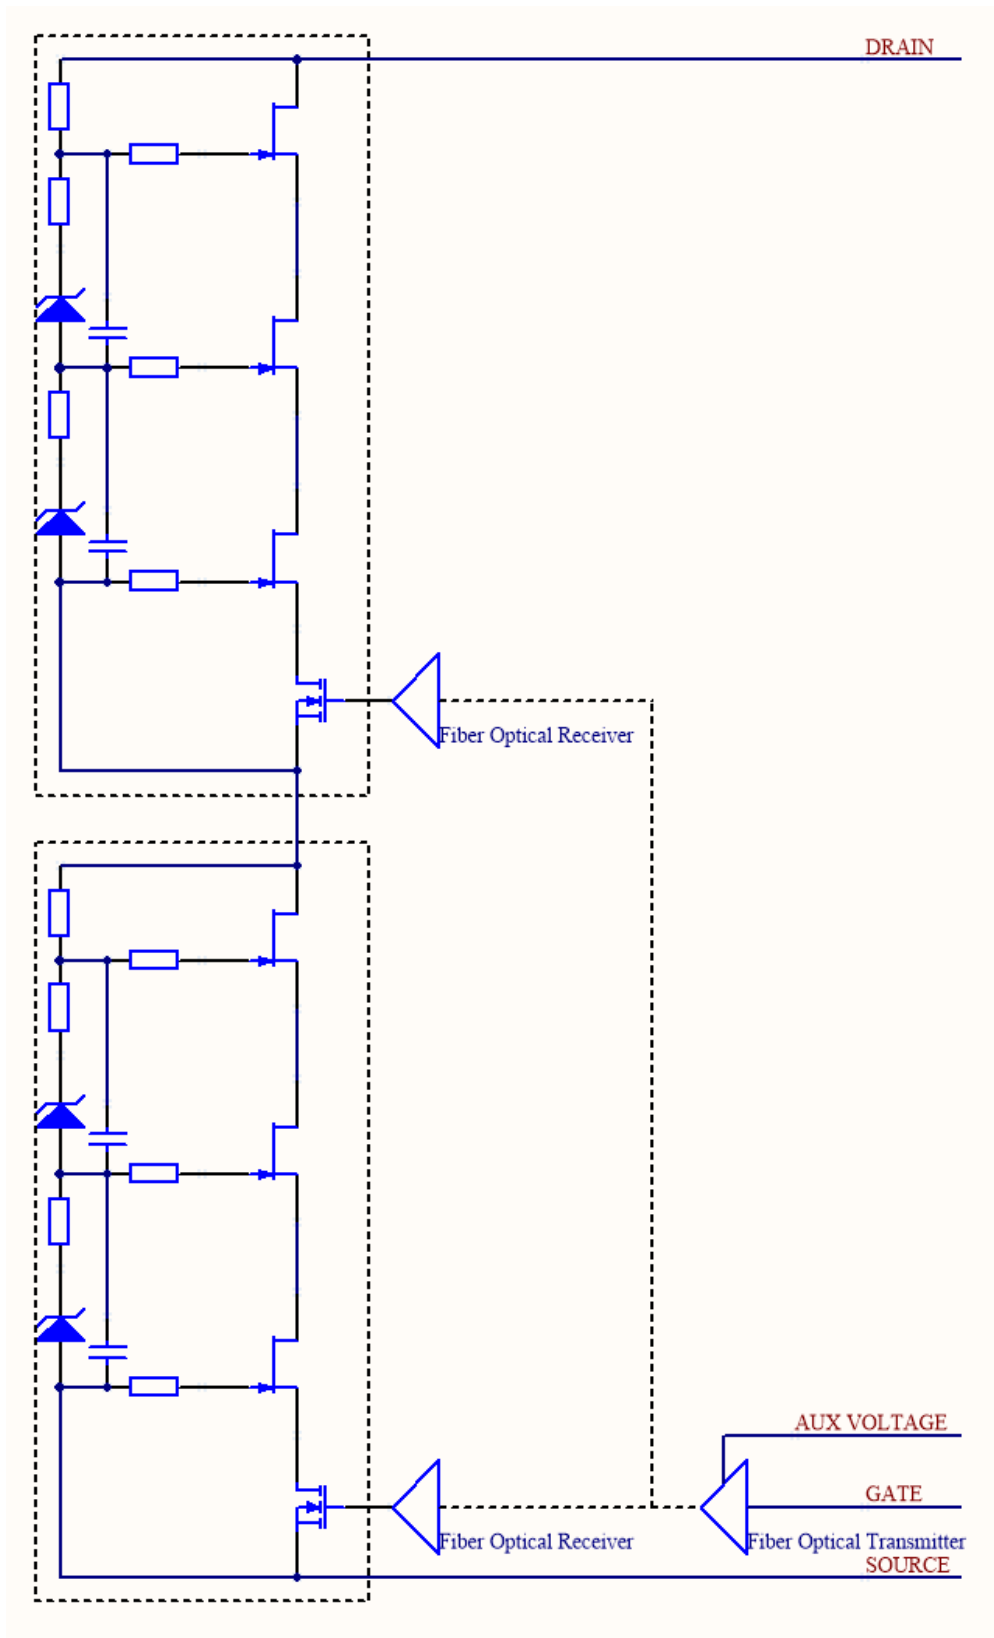 DRAIN
Fiber Optical Receiver
AUX VOLTAGE
GATE
Fiber Optical Receiver
Fiber Optical Transmitter
SOURCE